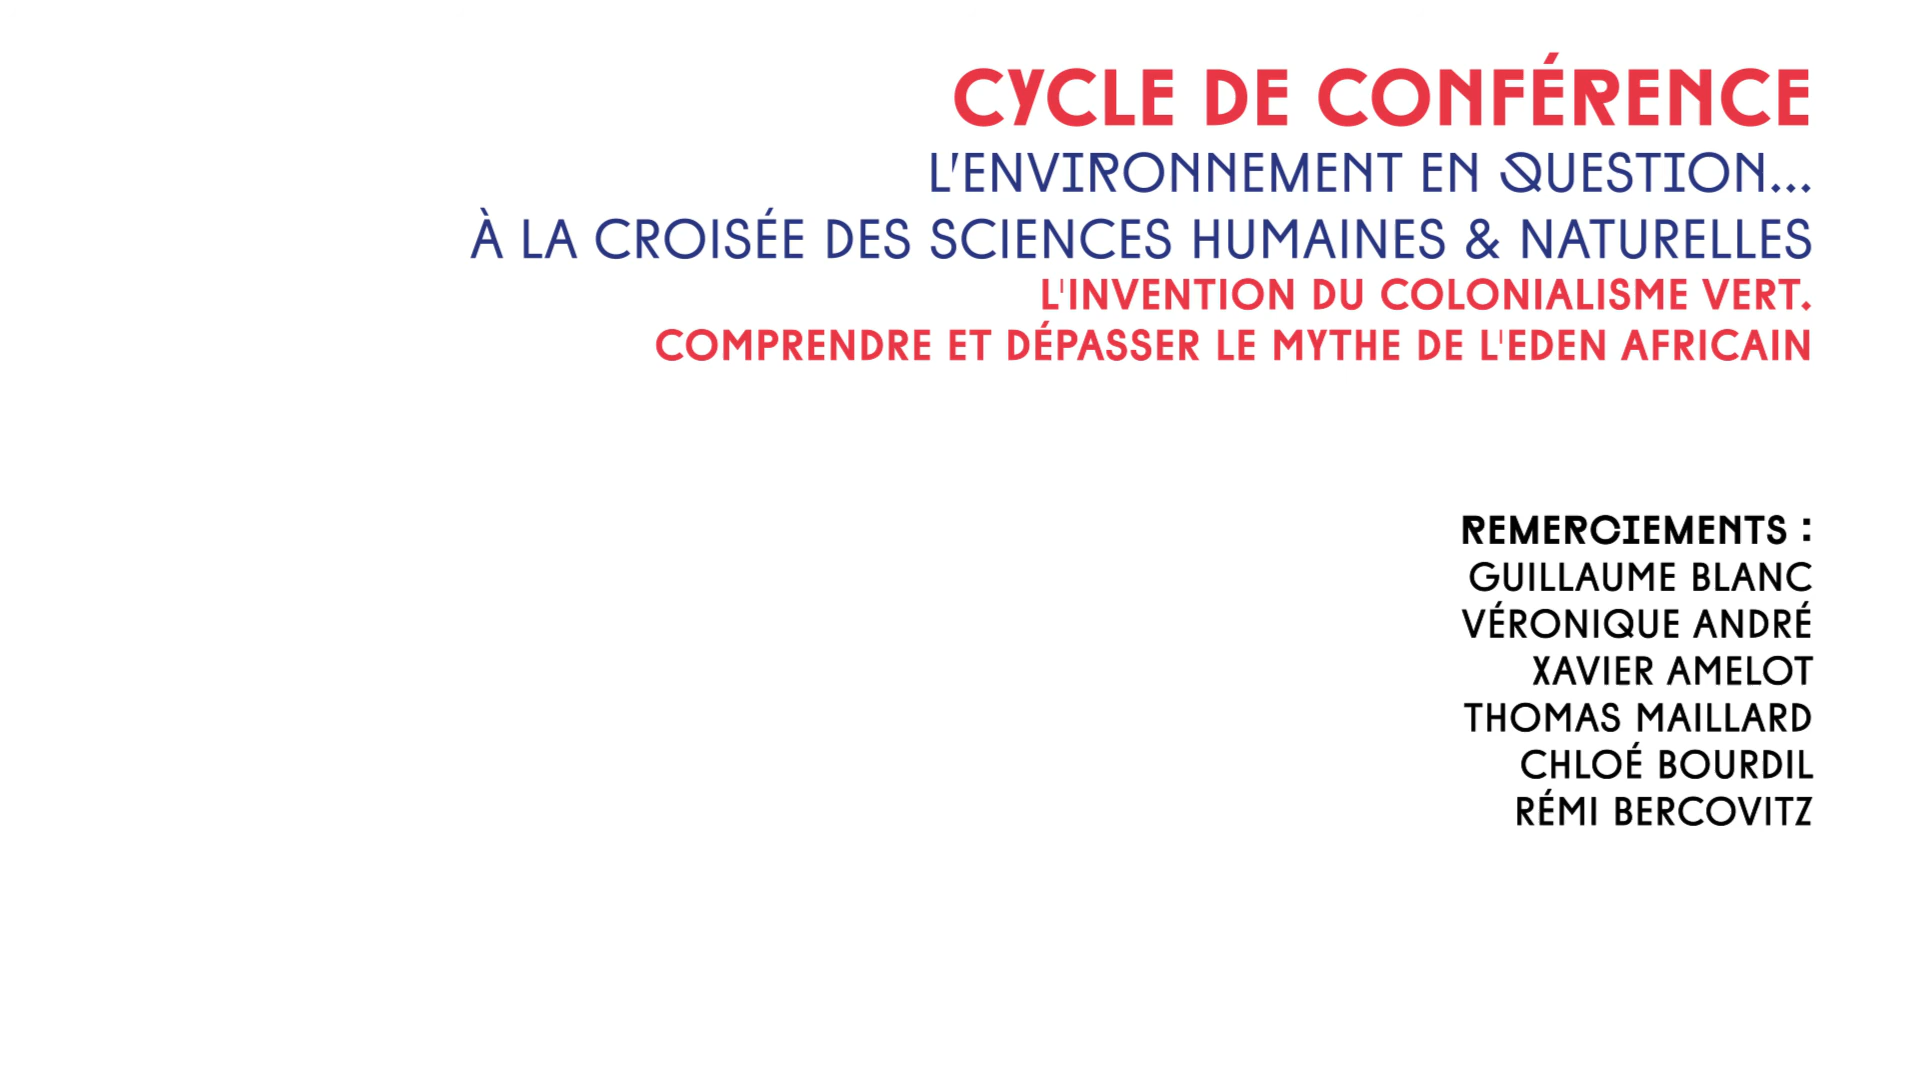 CYCLE DE CONFÉRENCE
L'ENVIRONNEMENT EN QUESTION...
À LA CROISÉE DES SCIENCES HUMAINES & NATURELLES
L'INVENTION DU COLONIALISME VERT.
COMPRENDRE ET DÉPASSER LE MYTHE DE L'EDEN AFRICAIN
REMERCIEMENTS :
GUILLAUME BLANC
VÉRONIQUE ANDRÉ
XAVIER AMELOT
THOMAS MAILLARD
CHLOÉ BOURDIL
RÉMI BERCOVITZ